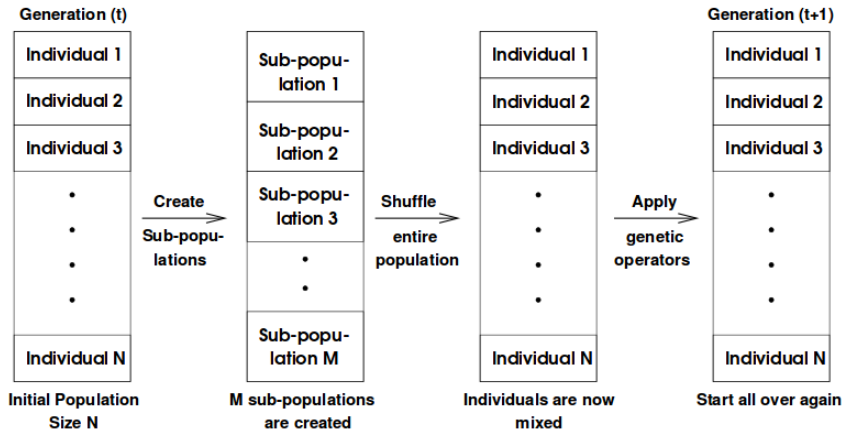 Generation (t)
Individual 1
Individual 2
Individual 3
Individual N
Initial Population
Size N
Create
Sub-popu-
lations
Sub-popu-
lation 1
Sub-popu-
lation 2
Sub-popu-
lation 3
Sub-popu-
lation M
M sub-populations
are created
Shuffle
entire
population
Individual 1
Individual 2
Individual 3
Individual N
Individuals are now
mixed
Apply
genetic
operators
Generation (t+1)
Individual 1
Individual 2
Individual 3
Individual N
Start all over again